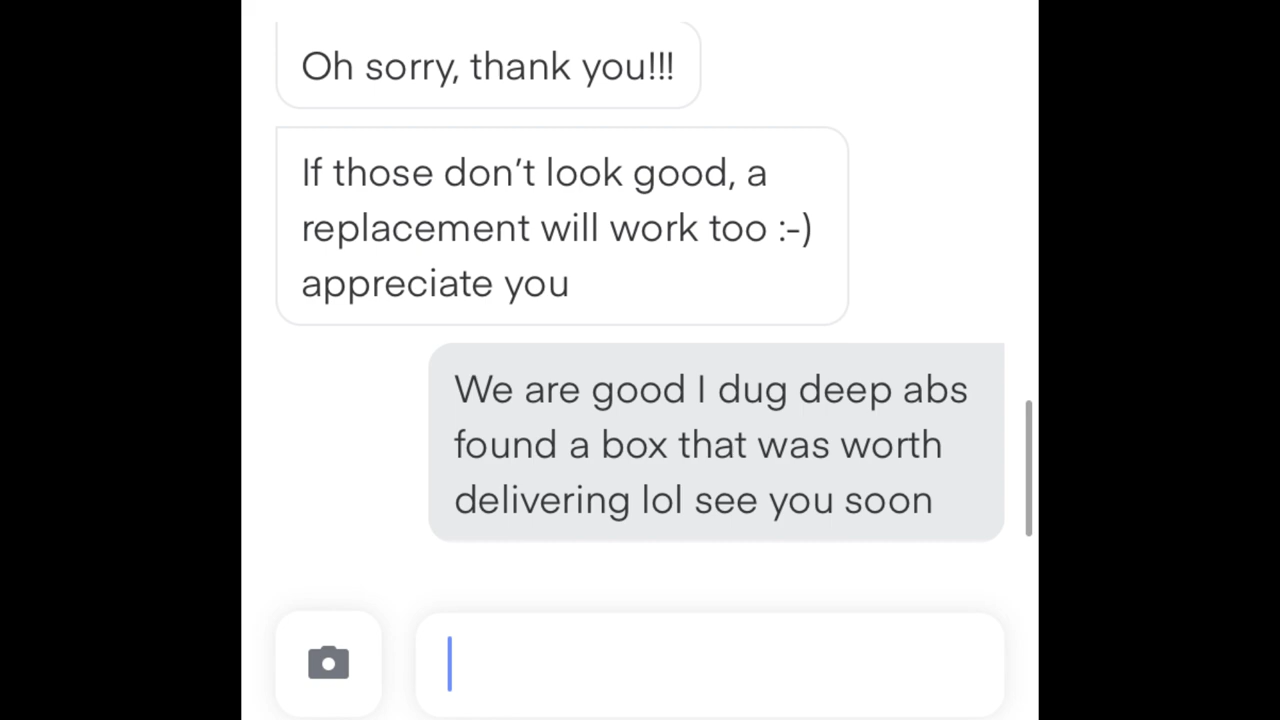 Oh sorry, thank you!!!
If those don’t look good, a
replacement will work too :-)
appreciate you
We are good I dug deep abs
found a box that was worth
delivering lol see you soon